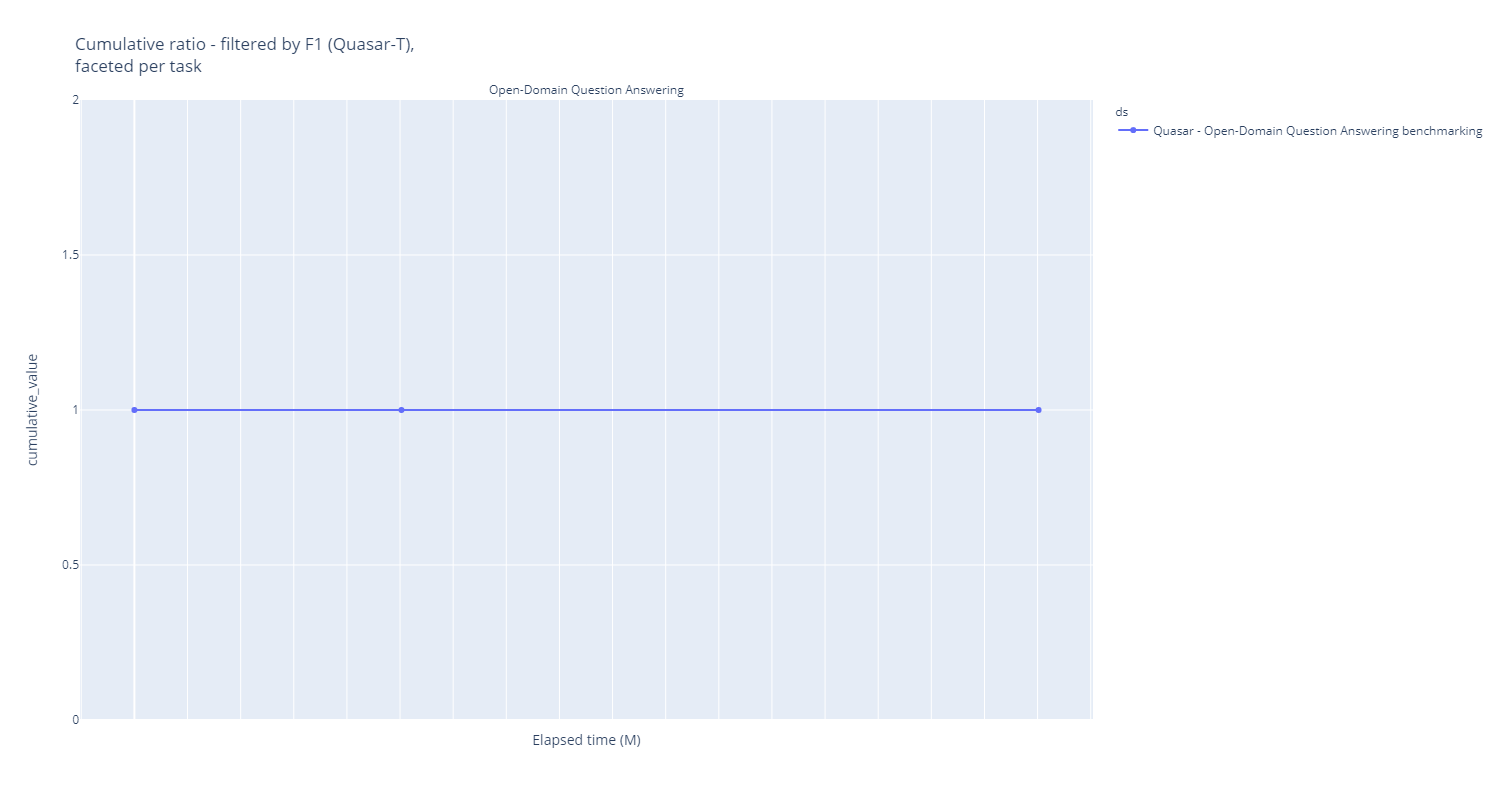 Cumulative ratio - filtered by F1 (Quasar-T),
faceted per task
Open-Domain Question Answering
ds
Quasar - Open-Domain Question Answering benchmarking
2
1.5
1
0.5
0
cumulative_value
Elapsed time (M)